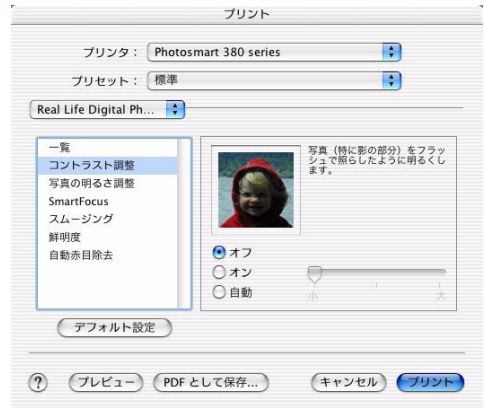 プリント
プリンタ： Photosmart 380 series
プリセット： 標準
Real Life Digital Ph...
一覧
コントラスト調整
写真の明るさ調整
SmartFocus
スムージング
鮮明度
自動赤目除去
写真（特に影の部分）をフラッ
シュで照らしたように明るくし
ます。
オフ
オン
自動
小 大
デフォルト設定
? プレビュー PDF として保存... キャンセル プリント